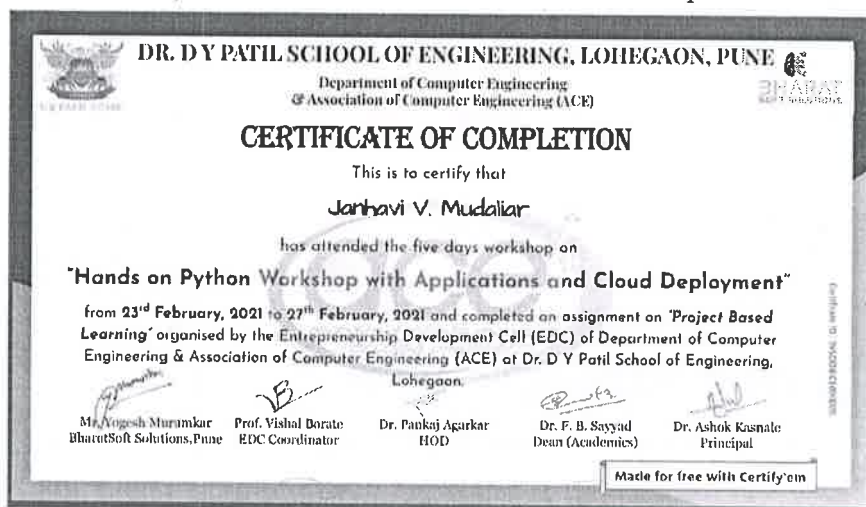 DR. D Y PATIL SCHOOL OF ENGINEERING, LOHEGAON, PUNE
BHARAT
SOFT SOLUTIONS
Department of Computer Engineering
& Association of Computer Engineering (ACE)
CERTIFICATE OF COMPLETION
This is to certify that
Janhavi V. Mudaliar
has attended the five days workshop on
"Hands on Python Workshop with Applications and Cloud Deployment"
from 23rd February, 2021 to 27th February, 2021 and completed an assignment on 'Project Based
Learning' organised by the Entrepreneurship Development Cell (EDC) of Department of Computer
Engineering & Association of Computer Engineering (ACE) at Dr. D Y Patil School of Engineering,
Lohegaon.
Mr. Yogesh Murumkar Prof. Vishal Borate Dr. Pankaj Agarkar Dr. F. B. Sayyad Dr. Ashok Kasnale
BharatSoft Solutions, Pune EDC Coordinator HOD Dean (Academics) Principal
Made for free with Certify'em